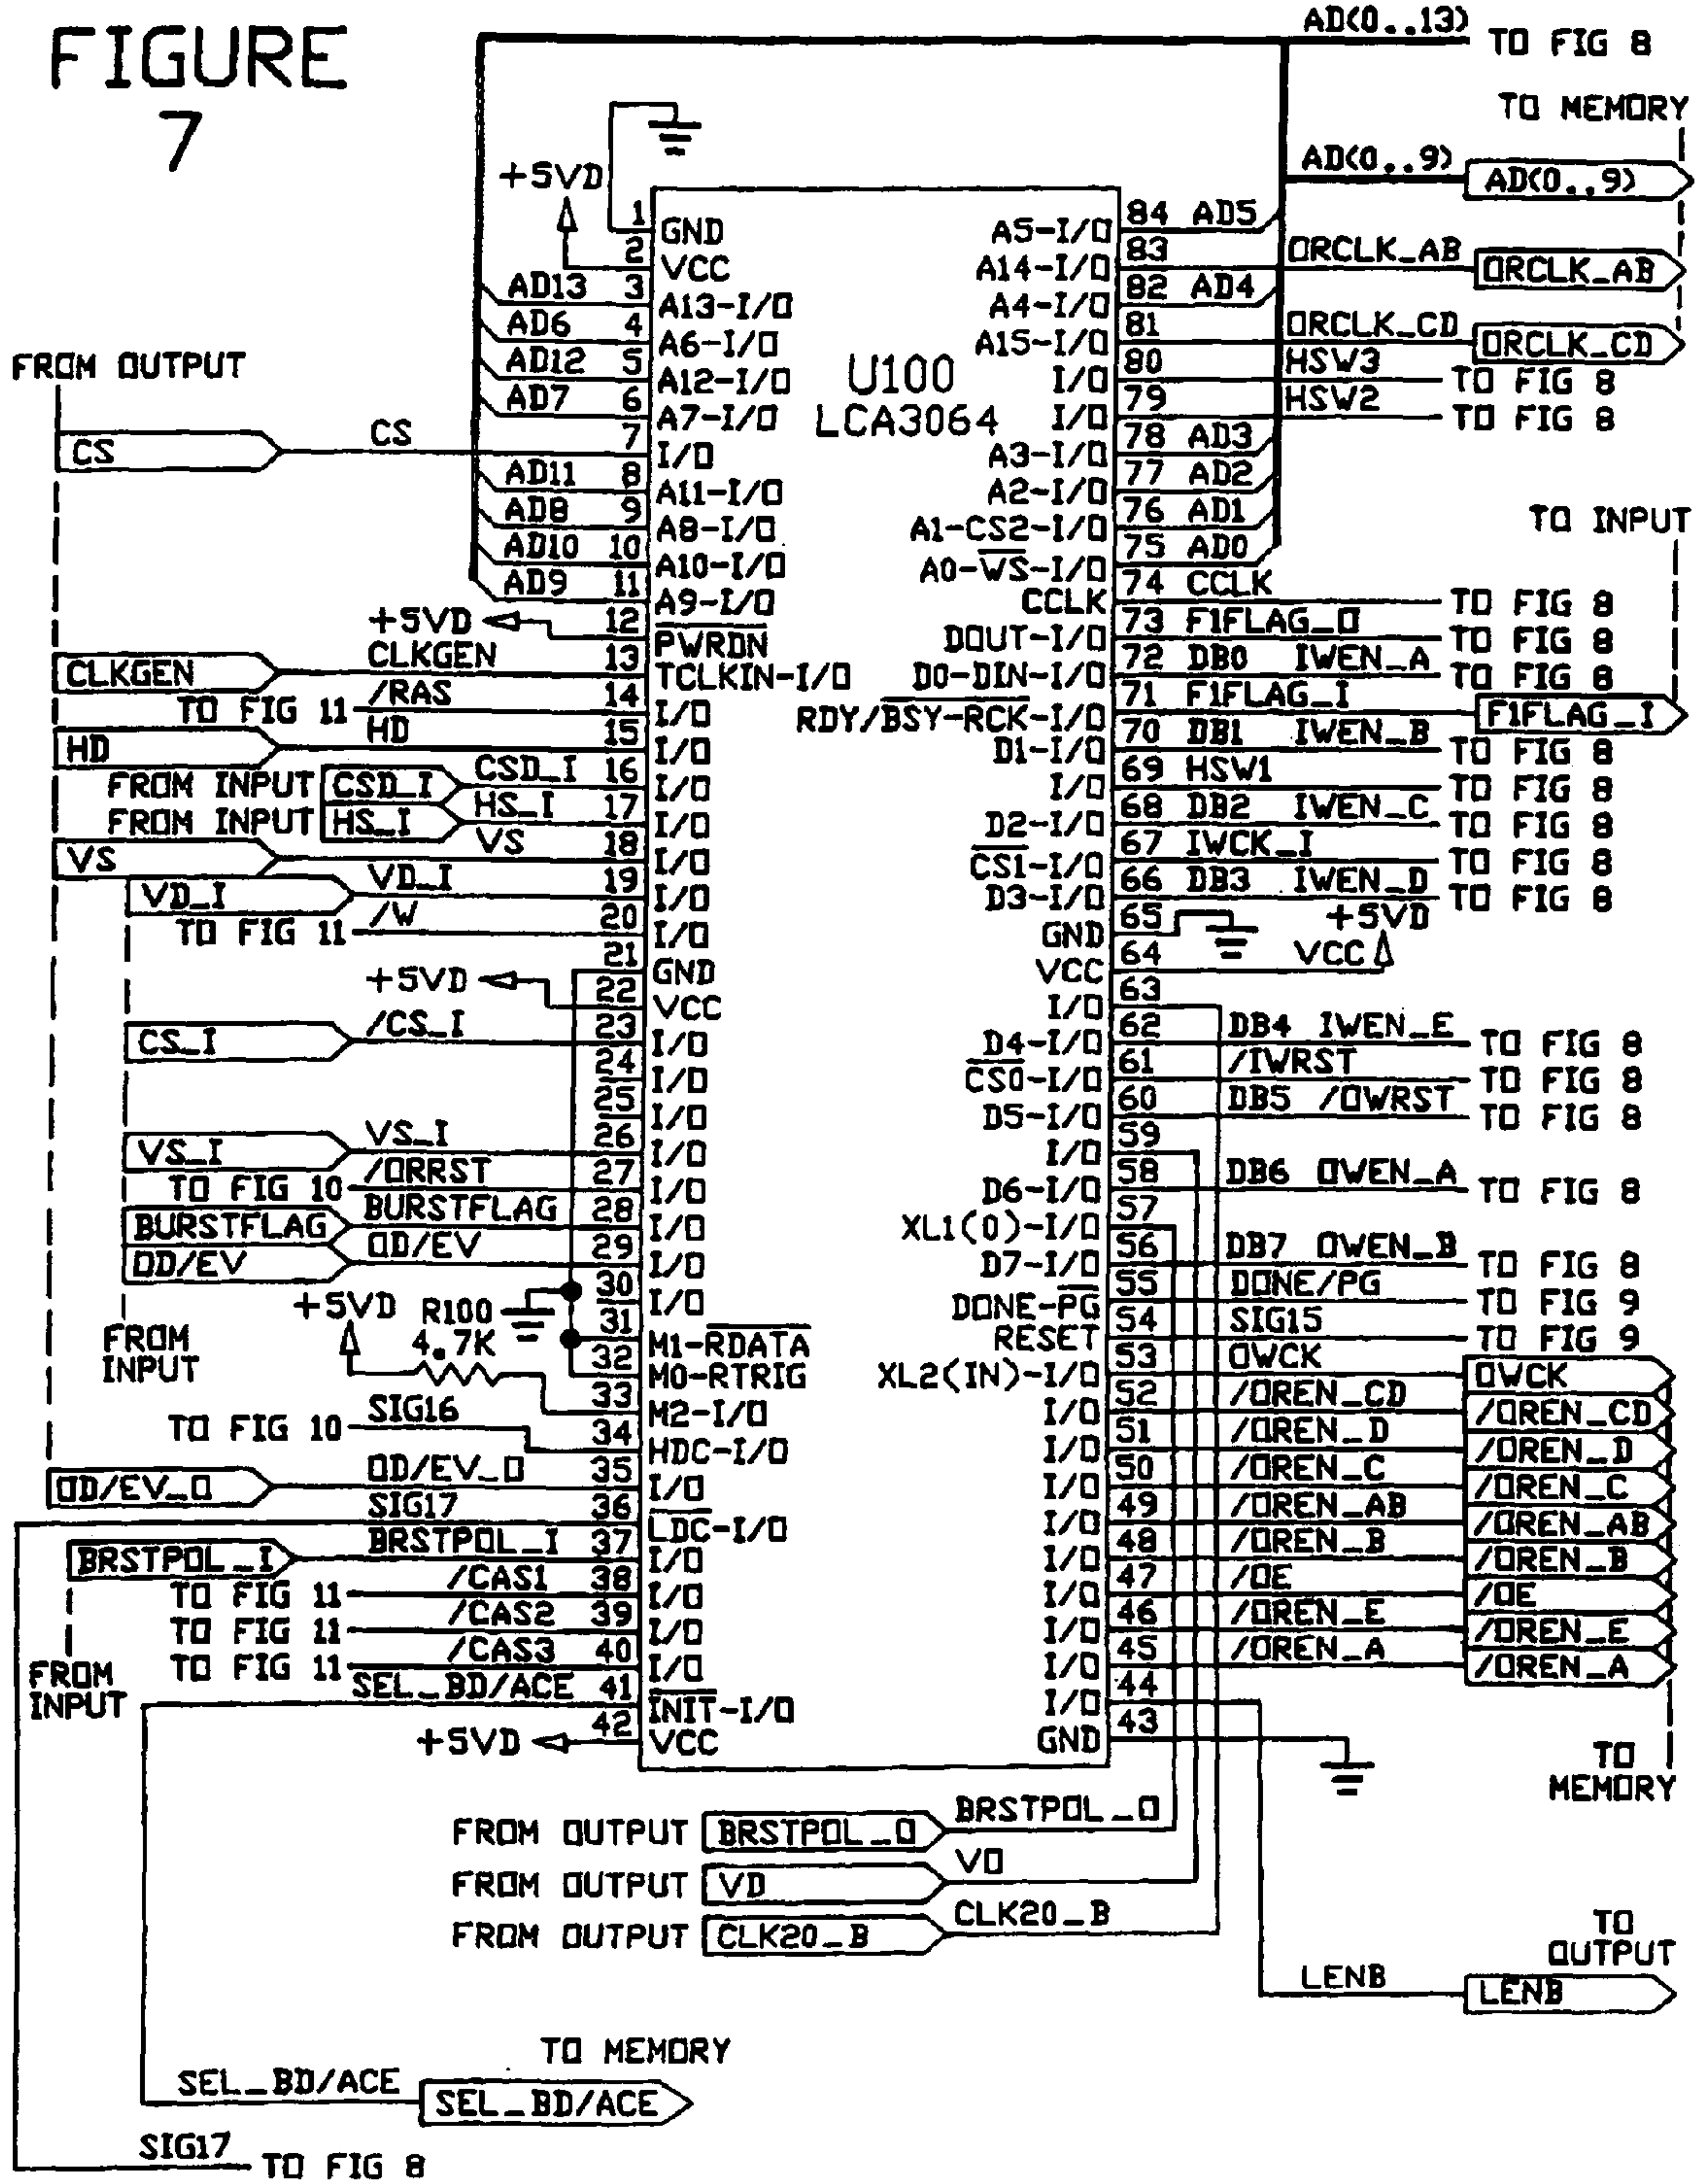 FIGURE
7
AD(0..13) TO FIG 8
TO MEMORY
AD(0..9) AD(0..9)
+5VD
U100
LCA3064
1 GND
2 VCC
AD13 3 A13-I/O
AD6 4 A6-I/O
AD12 5 A12-I/O
AD7 6 A7-I/O
FROM OUTPUT
CS CS 7 I/O
AD11 8 A11-I/O
AD8 9 A8-I/O
AD10 10 A10-I/O
AD9 11 A9-I/O
+5VD 12 PWRDN
CLKGEN CLKGEN 13 TCLKIN-I/O
TO FIG 11 /RAS 14 I/O
HD HD 15 I/O
FROM INPUT CSD_I CSD_I 16 I/O
FROM INPUT HS_I HS_I 17 I/O
VS VS 18 I/O
VD_I VD_I 19 I/O
TO FIG 11 /W 20 I/O
21 GND
+5VD 22 VCC
CS_I /CS_I 23 I/O
24 I/O
25 I/O
VS_I VS_I 26 I/O
TO FIG 10 /ORRST 27 I/O
BURSTFLAG BURSTFLAG 28 I/O
OD/EV OD/EV 29 I/O
30 I/O
FROM
INPUT
+5VD R100
4.7K
31 M1-RDATA
32 M0-RTRIG
33 M2-I/O
TO FIG 10 SIG16 34 HDC-I/O
OD/EV_O OD/EV_O 35 I/O
SIG17 36 LDC-I/O
BRSTPOL_I BRSTPOL_I 37 I/O
TO FIG 11 /CAS1 38 I/O
TO FIG 11 /CAS2 39 I/O
TO FIG 11 /CAS3 40 I/O
FROM
INPUT
SEL_BD/ACE 41 INIT-I/O
+5VD 42 VCC
A5-I/O 84 AD5
A14-I/O 83 ORCLK_AB ORCLK_AB
A4-I/O 82 AD4
A15-I/O 81 ORCLK_CD ORCLK_CD
I/O 80 HSW3 TO FIG 8
I/O 79 HSW2 TO FIG 8
A3-I/O 78 AD3
A2-I/O 77 AD2
A1-CS2-I/O 76 AD1
A0-WS-I/O 75 AD0
TO INPUT
CCLK 74 CCLK TO FIG 8
DOUT-I/O 73 F1FLAG_O TO FIG 8
D0-DIN-I/O 72 DB0 IWEN_A TO FIG 8
RDY/BSY-RCK-I/O 71 F1FLAG_I F1FLAG_I
D1-I/O 70 DB1 IWEN_B TO FIG 8
I/O 69 HSW1 TO FIG 8
D2-I/O 68 DB2 IWEN_C TO FIG 8
CS1-I/O 67 IWCK_I TO FIG 8
D3-I/O 66 DB3 IWEN_D TO FIG 8
GND 65 +5VD
VCC 64 VCC
I/O 63
D4-I/O 62 DB4 IWEN_E TO FIG 8
CS0-I/O 61 /IWRST TO FIG 8
D5-I/O 60 DB5 /OWRST TO FIG 8
I/O 59
D6-I/O 58 DB6 OWEN_A TO FIG 8
XL1(O)-I/O 57
D7-I/O 56 DB7 OWEN_B TO FIG 8
DONE-PG 55 DONE/PG TO FIG 9
RESET 54 SIG15 TO FIG 9
XL2(IN)-I/O 53 OWCK OWCK
I/O 52 /OREN_CD /OREN_CD
I/O 51 /OREN_D /OREN_D
I/O 50 /OREN_C /OREN_C
I/O 49 /OREN_AB /OREN_AB
I/O 48 /OREN_B /OREN_B
I/O 47 /OE /OE
I/O 46 /OREN_E /OREN_E
I/O 45 /OREN_A /OREN_A
I/O 44
GND 43
TO
MEMORY
FROM OUTPUT BRSTPOL_O BRSTPOL_O
FROM OUTPUT VD VO
FROM OUTPUT CLK20_B CLK20_B
TO
OUTPUT
LENB LENB
TO MEMORY
SEL_BD/ACE SEL_BD/ACE
SIG17 TO FIG 8